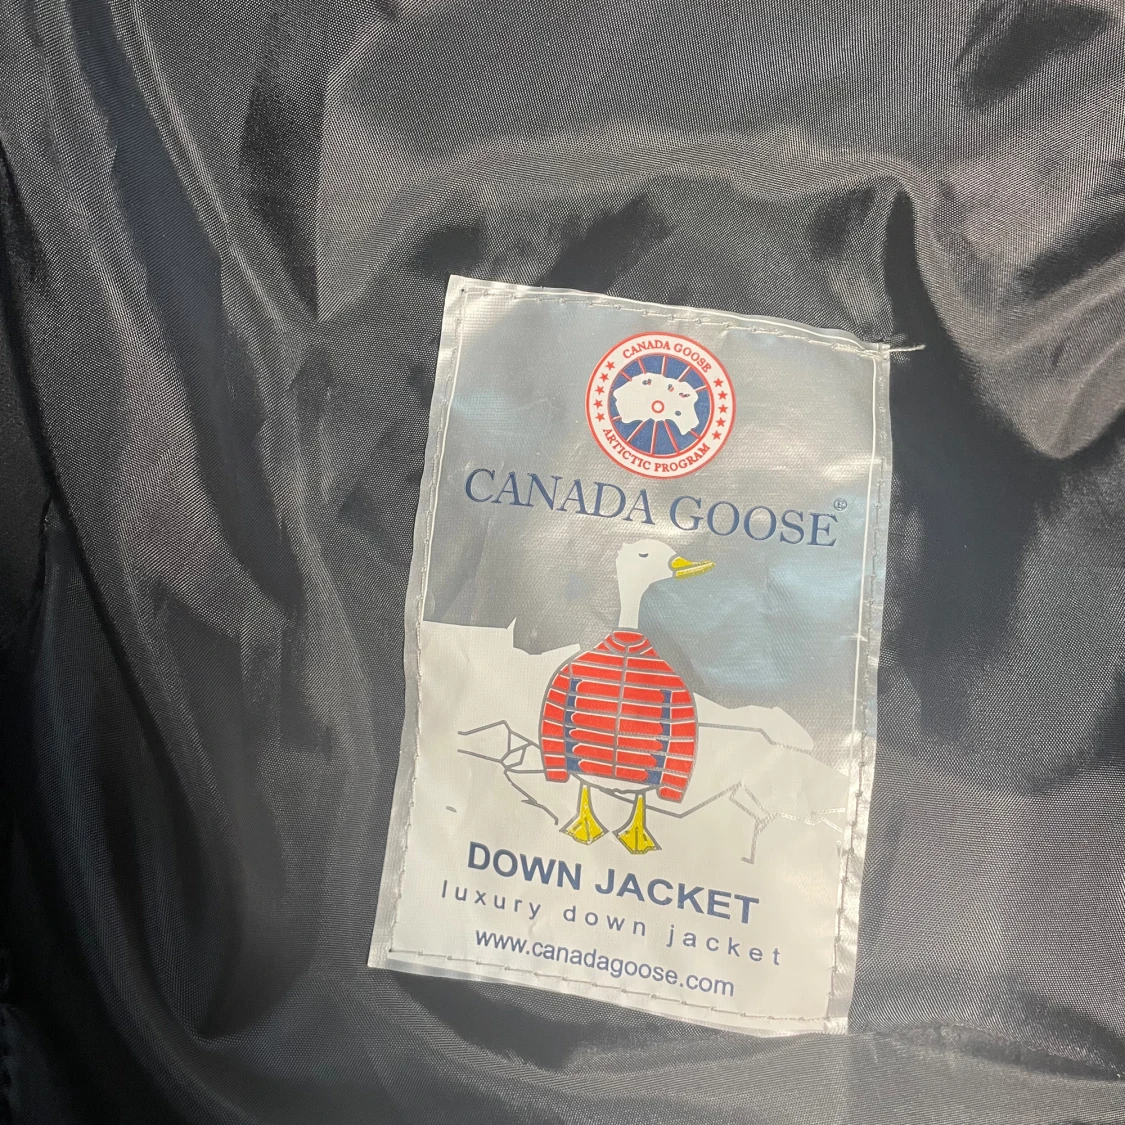 CANADA GOOSE
ARTICTIC PROGRAM
CANADA GOOSE®
DOWN JACKET
luxury down jacket
www.canadagoose.com